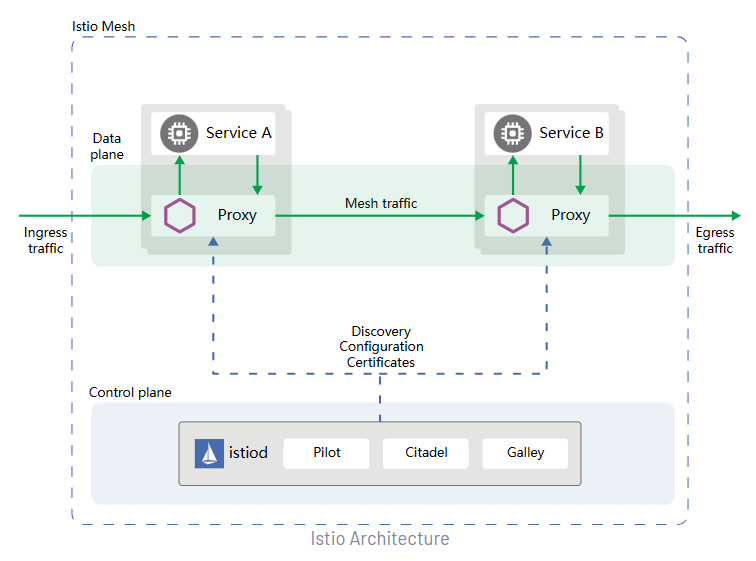 Istio Mesh
Data
plane
Service A
Service B
Proxy
Mesh traffic
Proxy
Ingress
traffic
Egress
traffic
Discovery
Configuration
Certificates
Control plane
istiod
Pilot
Citadel
Galley
Istio Architecture